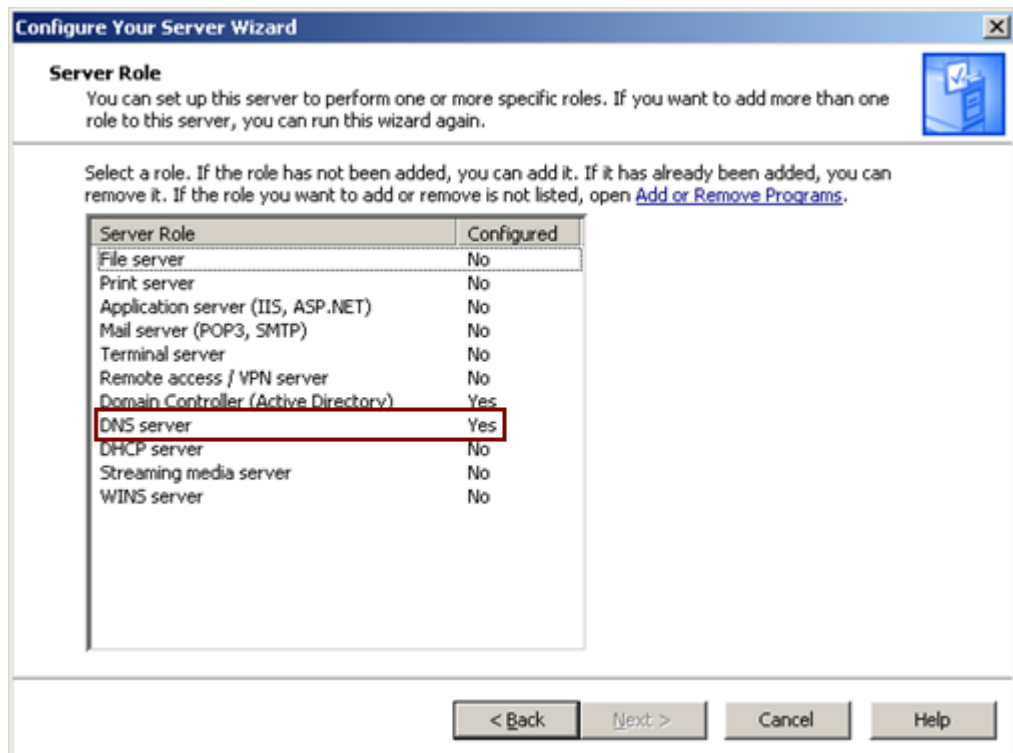 Configure Your Server Wizard
Server Role
You can set up this server to perform one or more specific roles. If you want to add more than one
role to this server, you can run this wizard again.
Select a role. If the role has not been added, you can add it. If it has already been added, you can
remove it. If the role you want to add or remove is not listed, open Add or Remove Programs.
Server Role Configured
File server No
Print server No
Application server (IIS, ASP.NET) No
Mail server (POP3, SMTP) No
Terminal server No
Remote access / VPN server No
Domain Controller (Active Directory) Yes
DNS server Yes
DHCP server No
Streaming media server No
WINS server No
< Back Next > Cancel Help